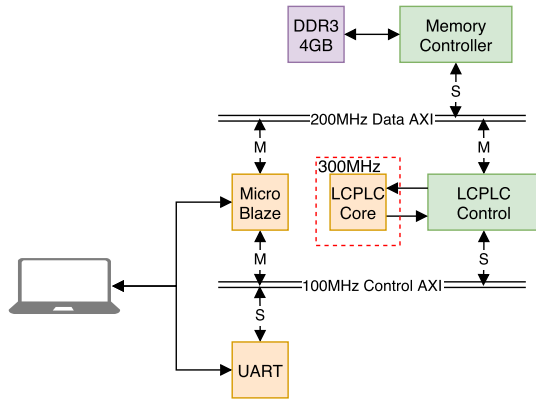 DDR3
4GB
Memory
Controller
S
200MHz Data AXI
M
M
300MHz
Micro
Blaze
LCPLC
Core
LCPLC
Control
M
S
100MHz Control AXI
S
UART